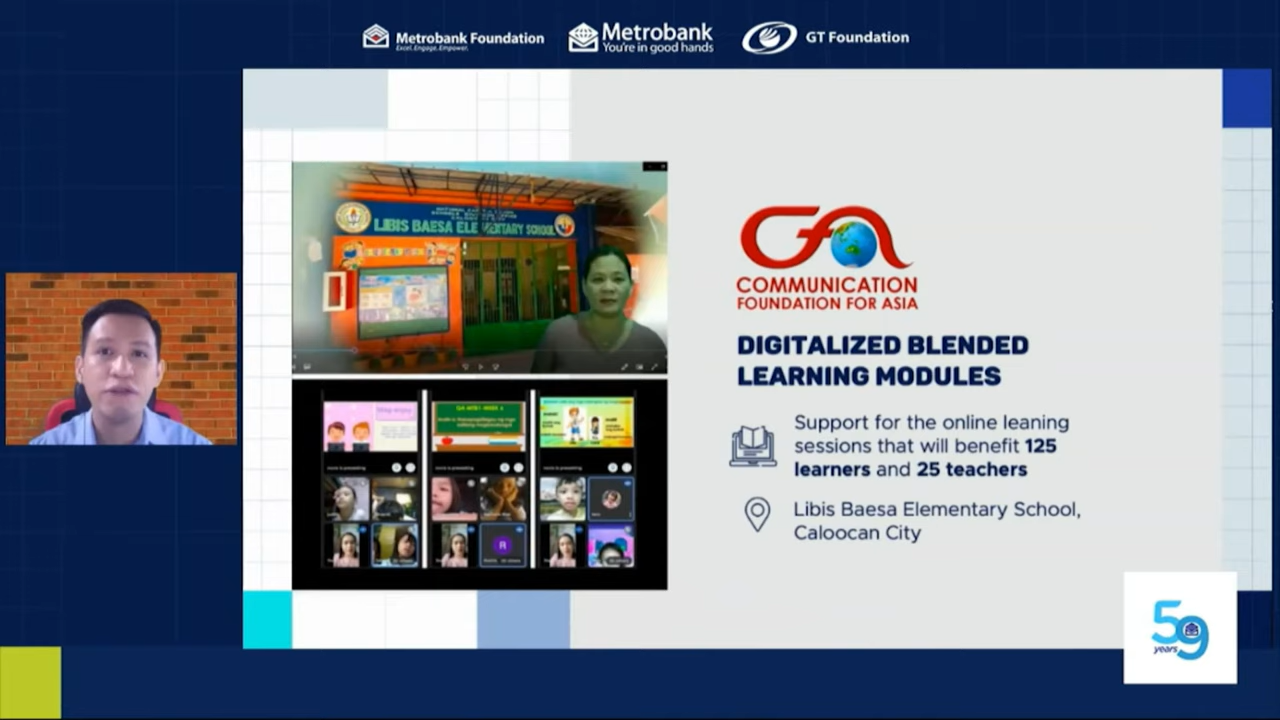 Metrobank Foundation
Excel. Engage. Empower.
Metrobank
You're in good hands
GT Foundation
LIBIS BAESA ELEMENTARY SCHOOL
CFA
COMMUNICATION
FOUNDATION FOR ASIA
DIGITALIZED BLENDED
LEARNING MODULES
Support for the online leaning
sessions that will benefit 125
learners and 25 teachers
Libis Baesa Elementary School,
Caloocan City
R
59
years